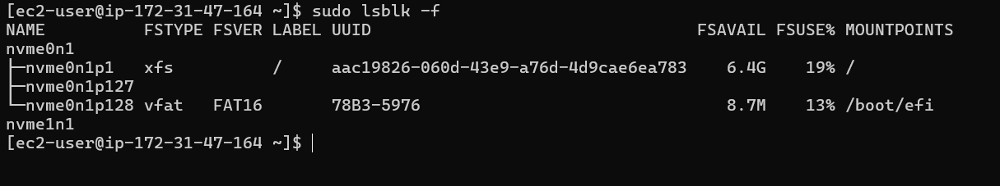 [ec2-user@ip-172-31-47-164 ~]$ sudo lsblk -f
NAME          FSTYPE FSVER LABEL UUID                                 FSAVAIL FSUSE% MOUNTPOINTS
nvme0n1
├─nvme0n1p1   xfs          /     aac19826-060d-43e9-a76d-4d9cae6ea783    6.4G    19% /
├─nvme0n1p127
└─nvme0n1p128 vfat   FAT16       78B3-5976                               8.7M    13% /boot/efi
nvme1n1
[ec2-user@ip-172-31-47-164 ~]$